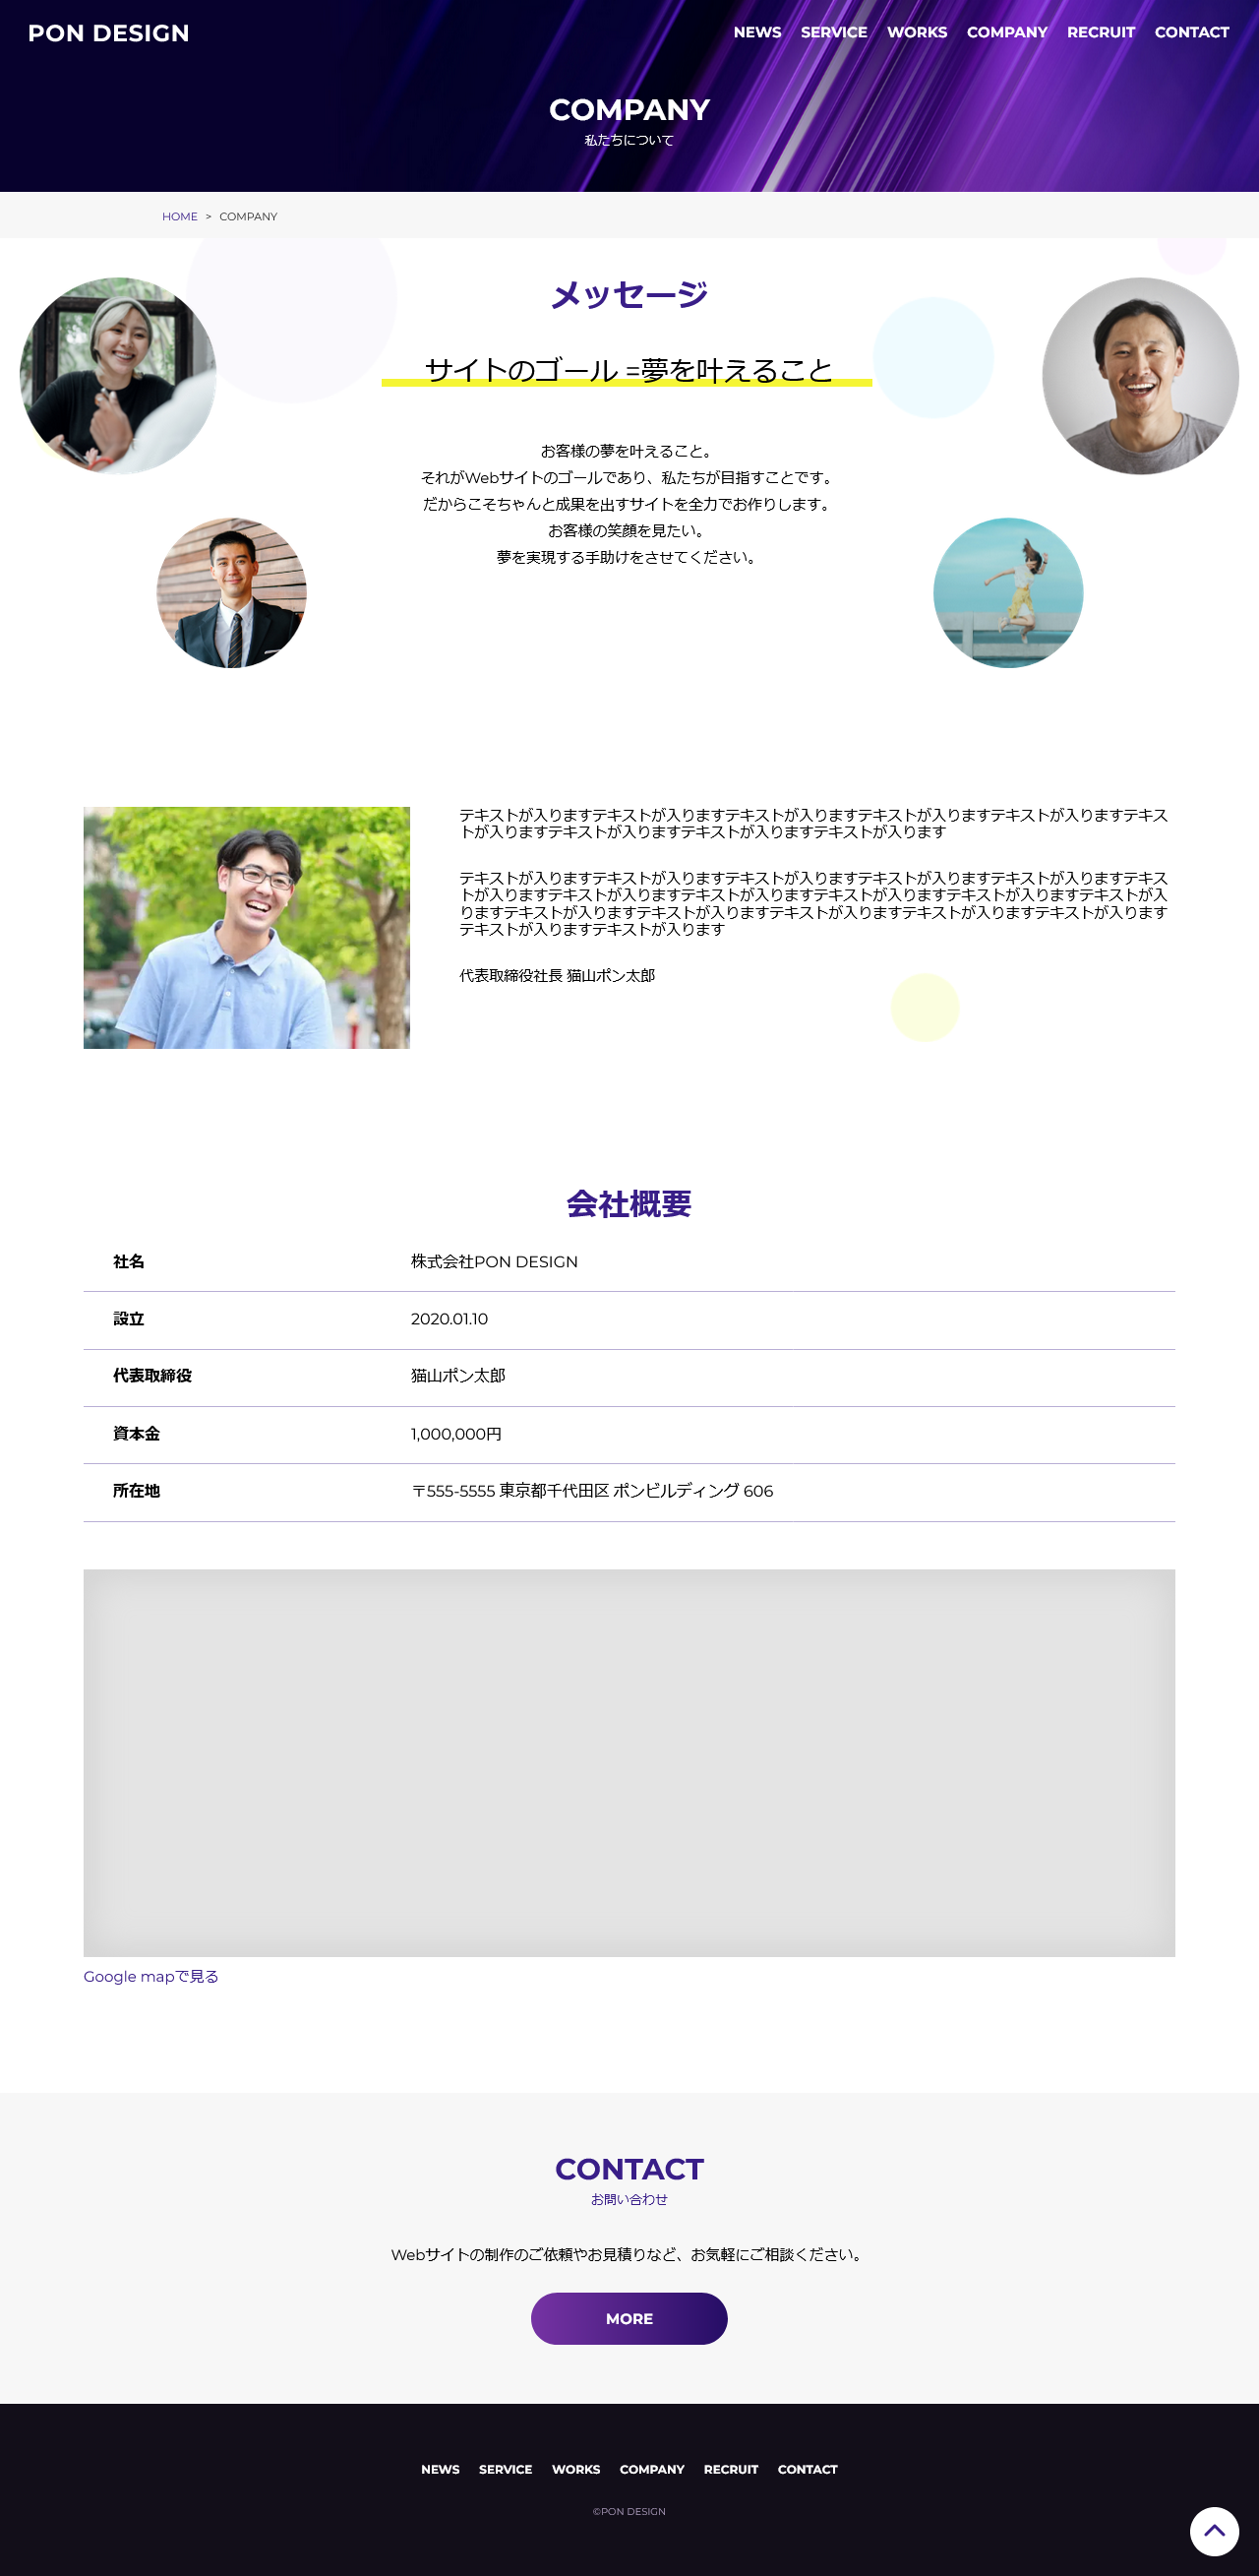 PON DESIGN
NEWS SERVICE WORKS COMPANY RECRUIT CONTACT
COMPANY
私たちについて
HOME > COMPANY
メッセージ
サイトのゴール =夢を叶えること
お客様の夢を叶えること。
それがWebサイトのゴールであり、私たちが目指すことです。
だからこそちゃんと成果を出すサイトを全力でお作りします。
お客様の笑顔を見たい。
夢を実現する手助けをさせてください。
テキストが入りますテキストが入りますテキストが入りますテキストが入りますテキストが入りますテキス
トが入りますテキストが入りますテキストが入りますテキストが入ります
テキストが入りますテキストが入りますテキストが入りますテキストが入りますテキストが入りますテキス
トが入りますテキストが入りますテキストが入りますテキストが入りますテキストが入りますテキストが入
りますテキストが入りますテキストが入りますテキストが入りますテキストが入りますテキストが入ります
テキストが入りますテキストが入ります
代表取締役社長 猫山ポン太郎
会社概要
社名 株式会社PON DESIGN
設立 2020.01.10
代表取締役 猫山ポン太郎
資本金 1,000,000円
所在地 〒555-5555 東京都千代田区 ポンビルディング 606
Google mapで見る
CONTACT
お問い合わせ
Webサイトの制作のご依頼やお見積りなど、お気軽にご相談ください。
MORE
NEWS SERVICE WORKS COMPANY RECRUIT CONTACT
©PON DESIGN